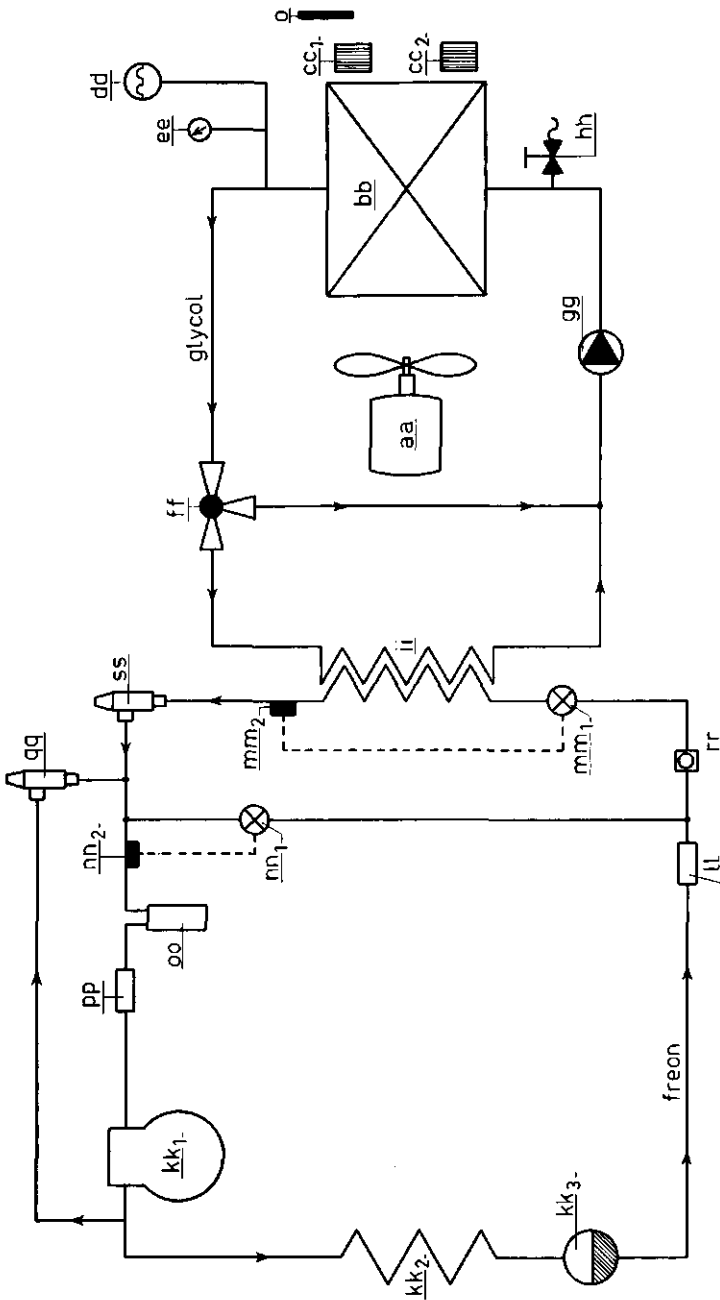 o
cc₁
cc₂
dd
ee
hh
bb
glycol
gg
aa
ff
ii
ss
qq
mm₂
mm₁
rr
nn₂
nn₁
oo
ll
pp
freon
kk₁
kk₃
kk₂